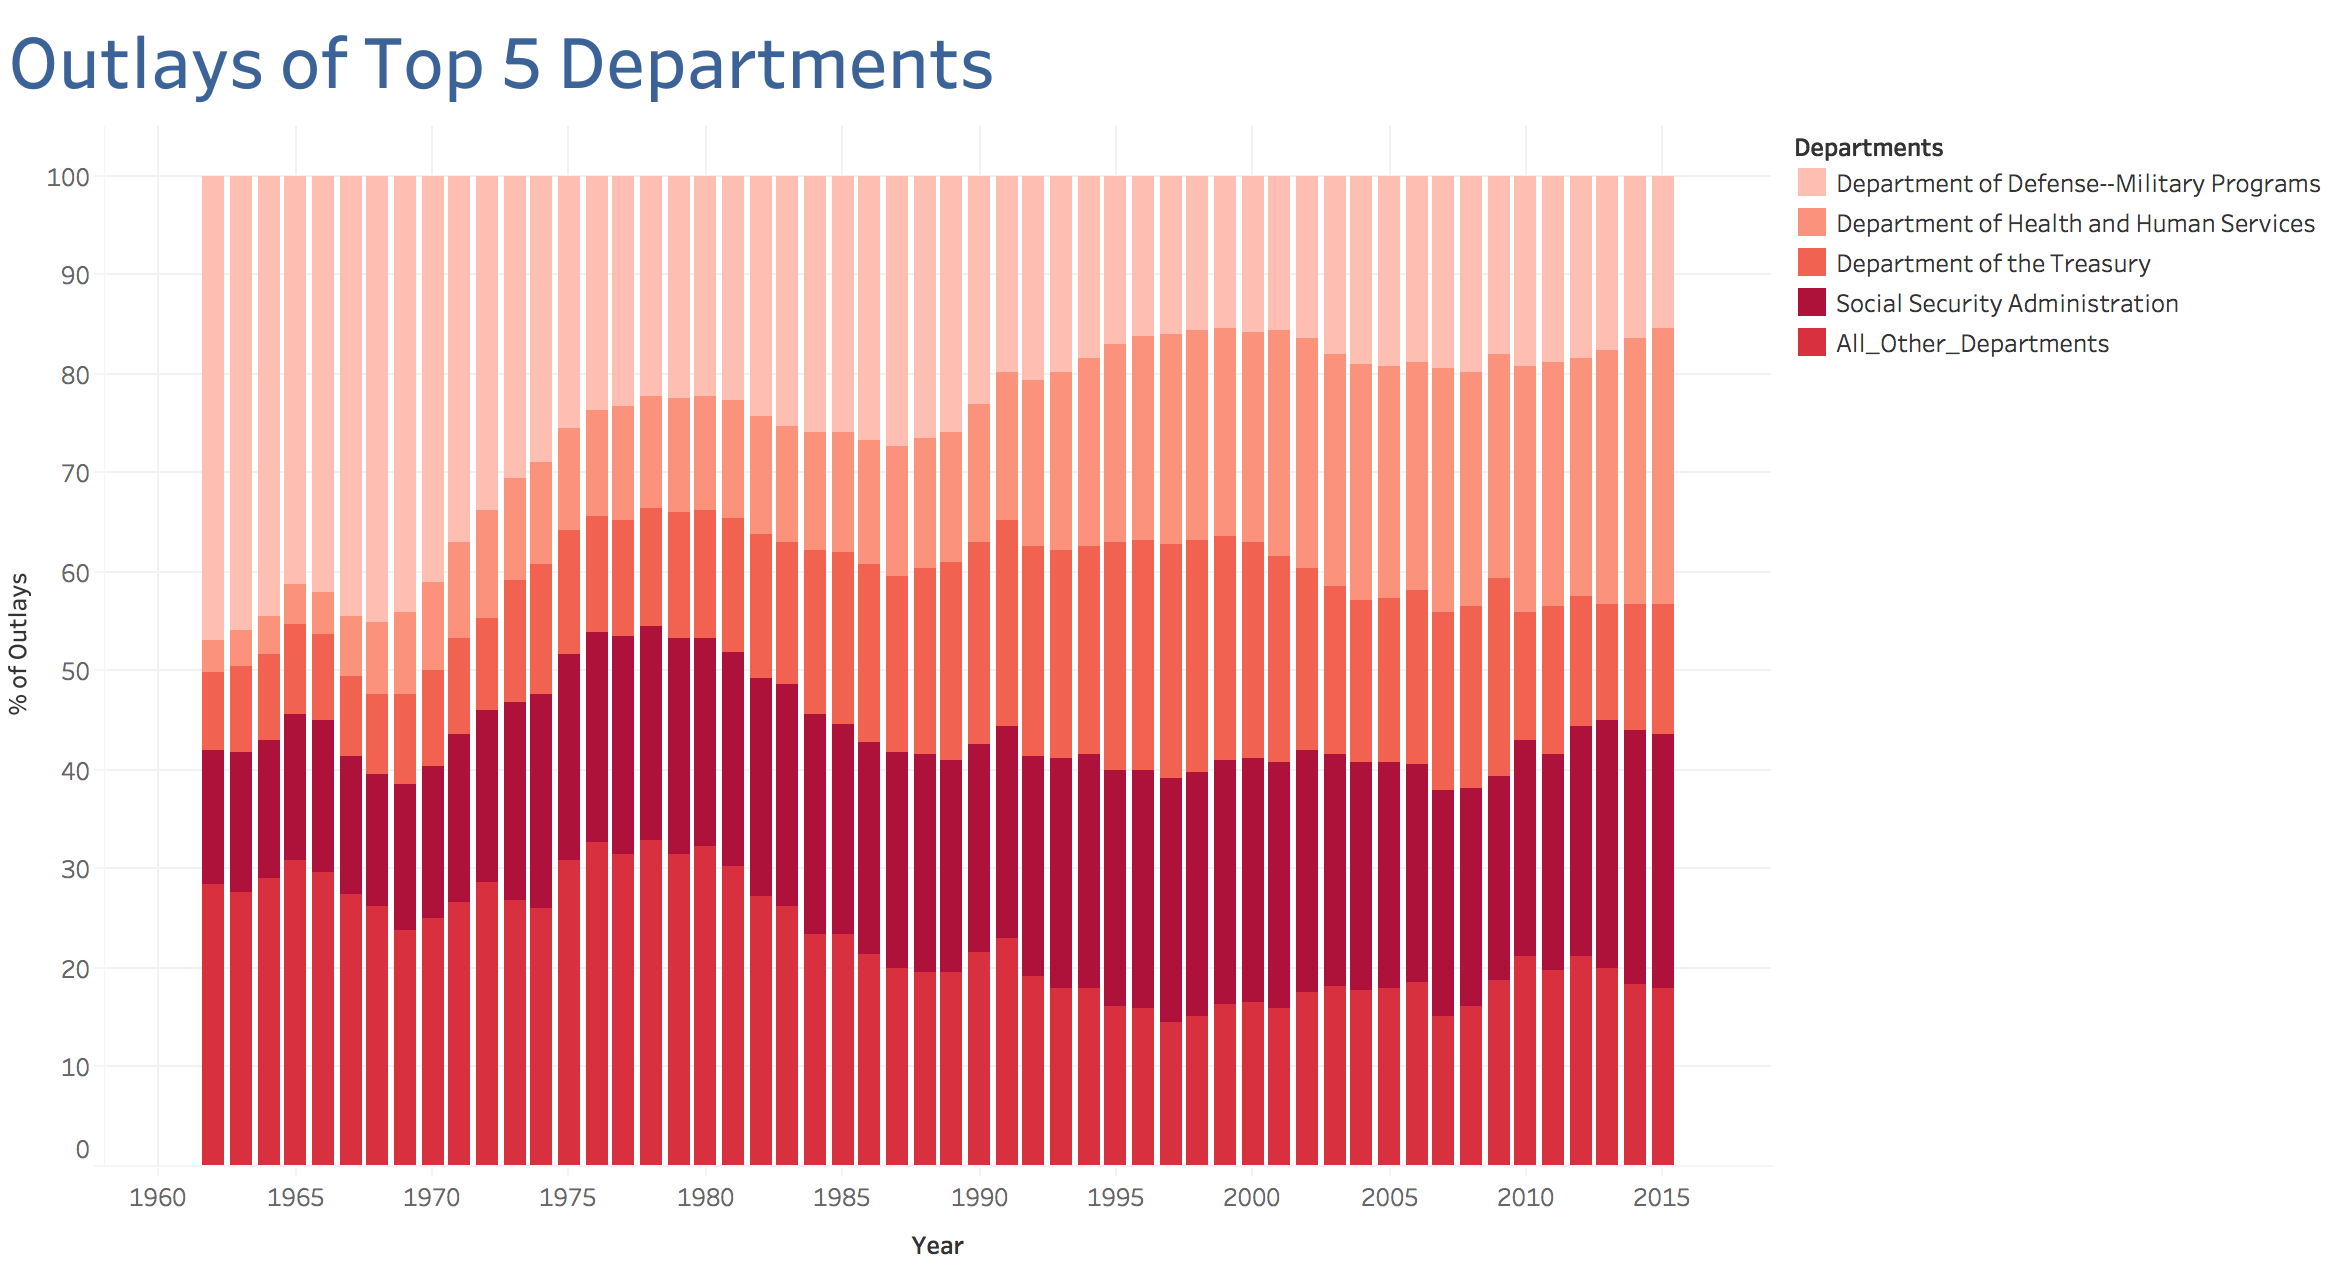 Outlays of Top 5 Departments
Departments
Department of Defense--Military Programs
Department of Health and Human Services
Department of the Treasury
Social Security Administration
All_Other_Departments
% of Outlays
100
90
80
70
60
50
40
30
20
10
0
1960 1965 1970 1975 1980 1985 1990 1995 2000 2005 2010 2015
Year